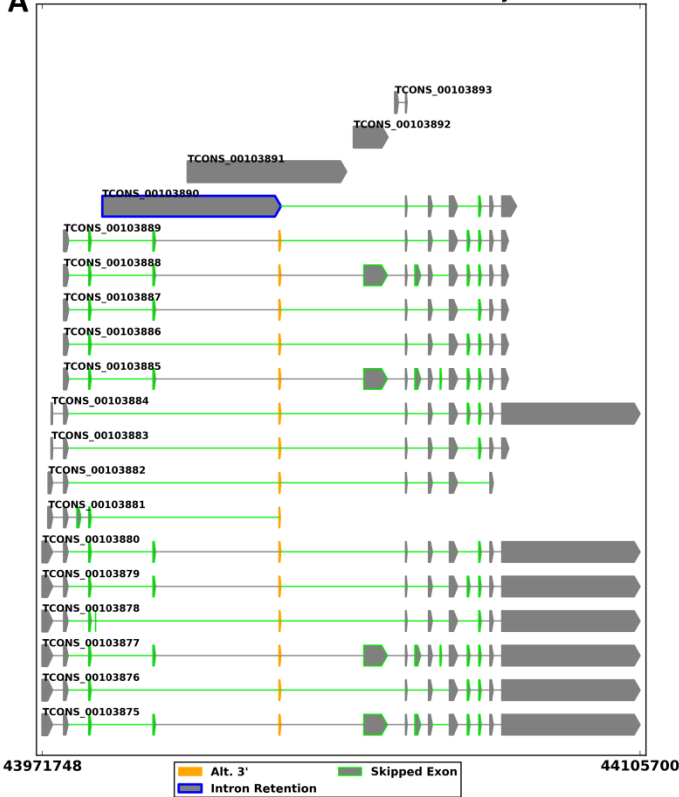 A
TCONS_00103893
TCONS_00103892
TCONS_00103891
TCONS_00103890
TCONS_00103889
TCONS_00103888
TCONS_00103887
TCONS_00103886
TCONS_00103885
TCONS_00103884
TCONS_00103883
TCONS_00103882
TCONS_00103881
TCONS_00103880
TCONS_00103879
TCONS_00103878
TCONS_00103877
TCONS_00103876
TCONS_00103875
43971748 44105700
Alt. 3' Skipped Exon
Intron Retention